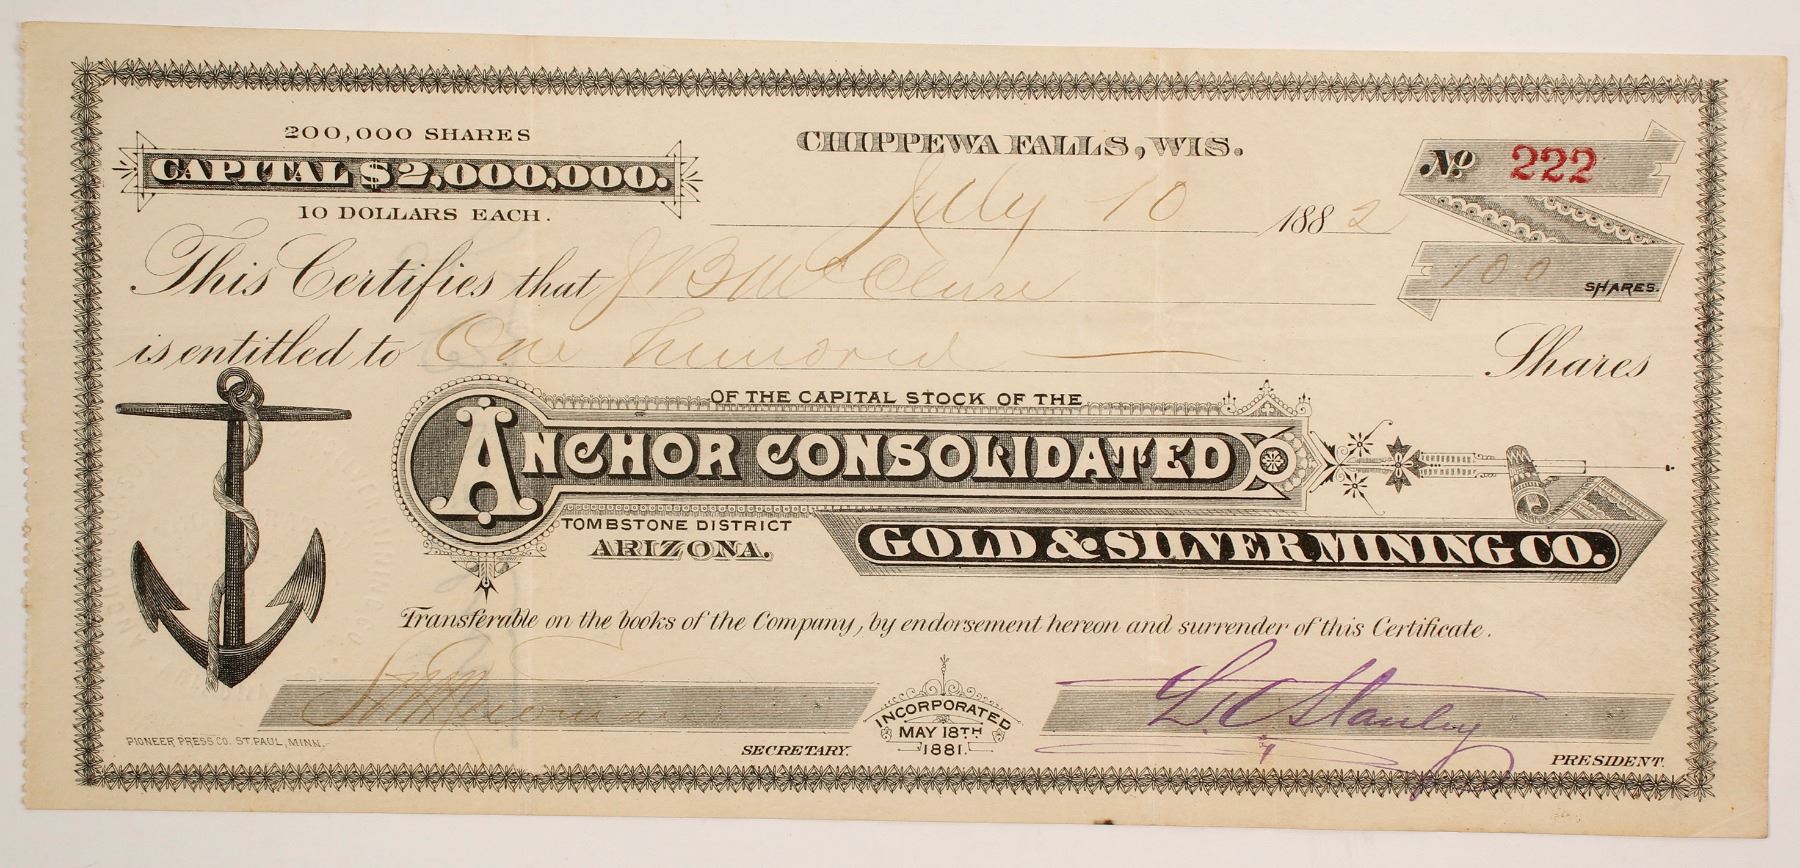 200,000 SHARES
CAPITAL $2,000,000.
10 DOLLARS EACH.
CHIPPEWA FALLS, WIS.
July 10 1882
No 222
100 SHARES.
This Certifies that J B McClure
is entitled to One hundred Shares
OF THE CAPITAL STOCK OF THE
ANCHOR CONSOLIDATED
TOMBSTONE DISTRICT
ARIZONA.
GOLD & SILVER MINING CO.
Transferable on the books of the Company, by endorsement hereon and surrender of this Certificate.
SECRETARY.
INCORPORATED
MAY 18TH
1881.
L C Stanley
PRESIDENT.
PIONEER PRESS CO. ST. PAUL, MINN.